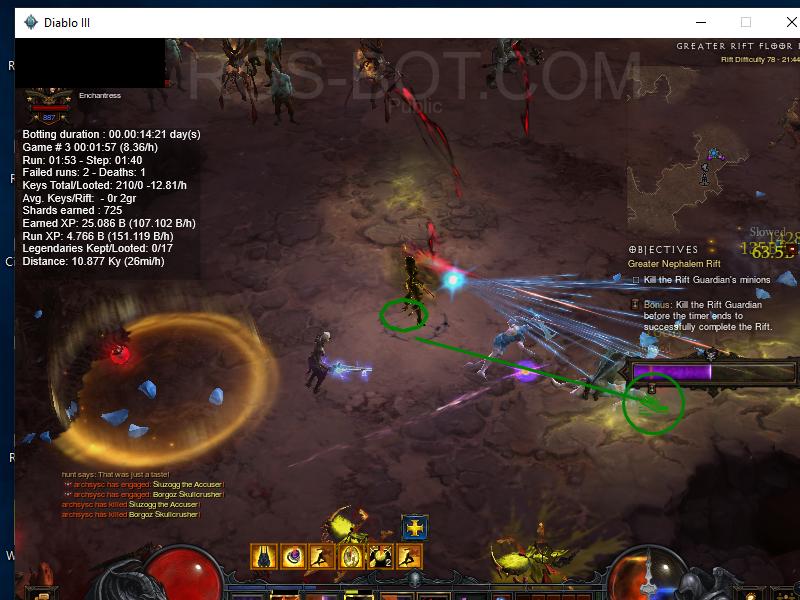 Diablo III
ROS-BOT.COM
Public
GREATER RIFT FLOOR
Rift Difficulty 78 - 21:44
Enchantress
887
Botting duration : 00.00:14:21 day(s)
Game # 3 00:01:57 (8.36/h)
Run: 01:53 - Step: 01:40
Failed runs: 2 - Deaths: 1
Keys Total/Looted: 210/0 -12.81/h
Avg. Keys/Rift:  - 0r 2gr
Shards earned : 725
Earned XP: 25.086 B (107.102 B/h)
Run XP: 4.766 B (151.119 B/h)
Legendaries Kept/Looted: 0/17
Distance: 10.877 Ky (26mi/h)
Slowed
OBJECTIVES
Greater Nephalem Rift
Kill the Rift Guardian's minions
Bonus: Kill the Rift Guardian
before the timer ends to
successfully complete the Rift.
hunt says: That was just a taste!
archsysc has engaged: Siuzogg the Accuser!
archsysc has engaged: Borgoz Skullcrusher!
archsysc has killed Siuzogg the Accuser!
archsysc has killed Borgoz Skullcrusher!
2